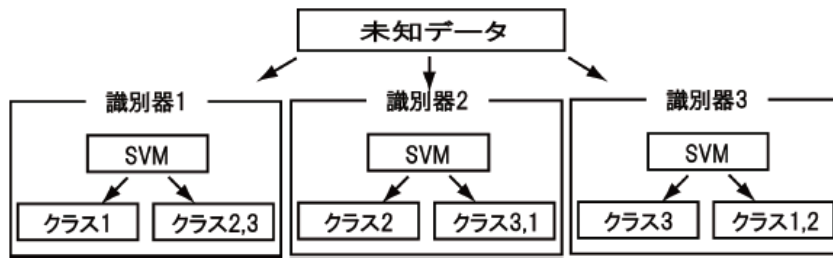 未知データ
識別器1
識別器2
識別器3
SVM
SVM
SVM
クラス1
クラス2,3
クラス2
クラス3,1
クラス3
クラス1,2